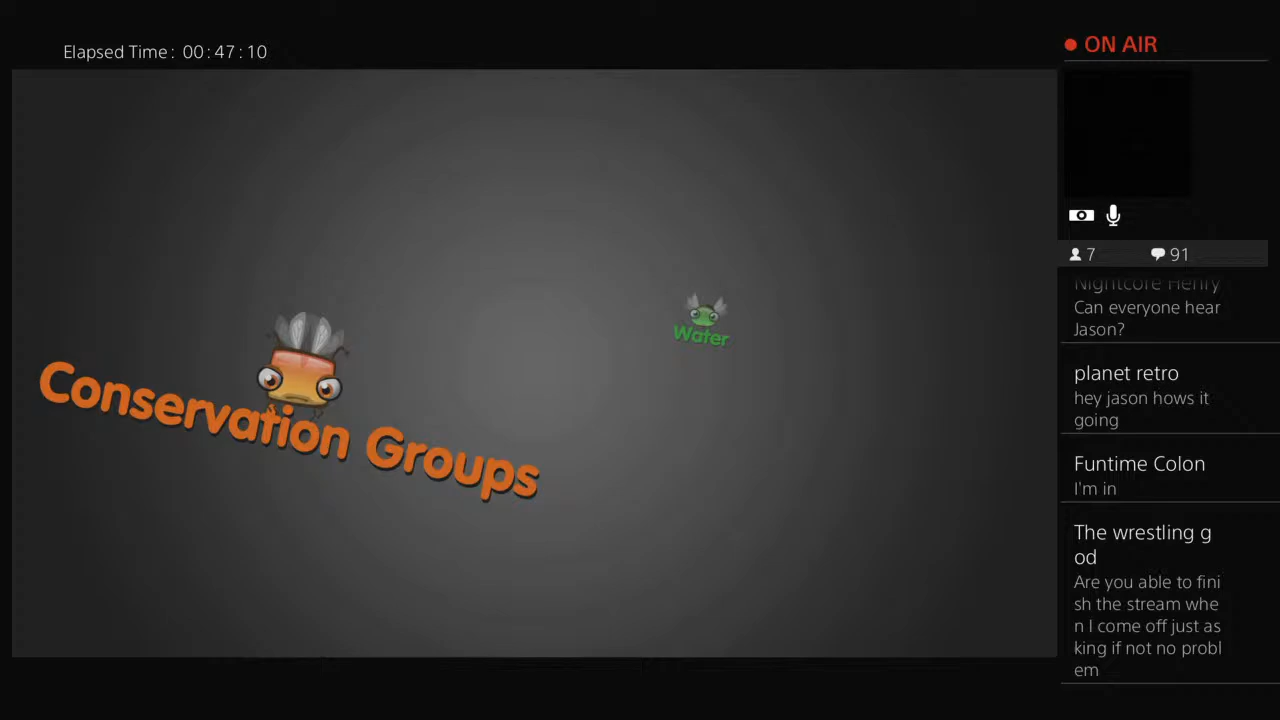 Elapsed Time: 00:47:10
ON AIR
Conservation Groups
Water
7 91
Nightcore Henry
Can everyone hear
Jason?
planet retro
hey jason hows it
going
Funtime Colon
I'm in
The wrestling g
od
Are you able to fini
sh the stream whe
n I come off just as
king if not no probl
em